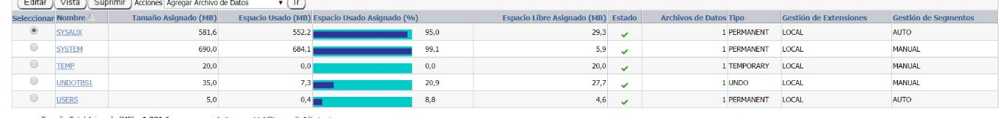 Editar Vista Suprimir Acciones Agregar Archivo de Datos Ir
Seleccionar Nombre Tamaño Asignado (MB) Espacio Usado (MB) Espacio Usado Asignado (%) Espacio Libre Asignado (MB) Estado Archivos de Datos Tipo Gestión de Extensiones Gestión de Segmentos
SYSAUX 581,6 552,2 95,0 29,3 1 PERMANENT LOCAL AUTO
SYSTEM 690,0 684,1 99,1 5,9 1 PERMANENT LOCAL MANUAL
TEMP 20,0 0,0 0,0 20,0 1 TEMPORARY LOCAL MANUAL
UNDOTBS1 35,0 7,3 20,9 27,7 1 UNDO LOCAL MANUAL
USERS 5,0 0,4 8,8 4,6 1 PERMANENT LOCAL AUTO